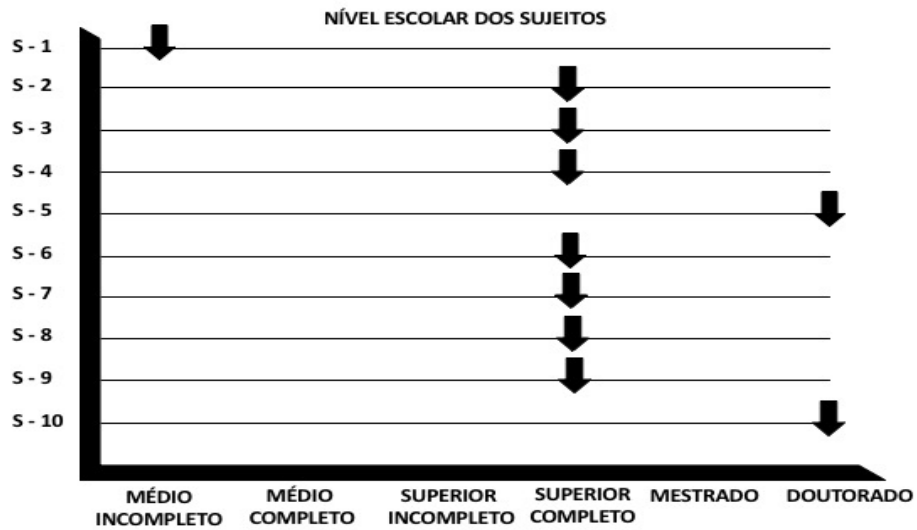 NÍVEL ESCOLAR DOS SUJEITOS
S - 1
S - 2
S - 3
S - 4
S - 5
S - 6
S - 7
S - 8
S - 9
S - 10
MÉDIO INCOMPLETO
MÉDIO COMPLETO
SUPERIOR INCOMPLETO
SUPERIOR COMPLETO
MESTRADO
DOUTORADO